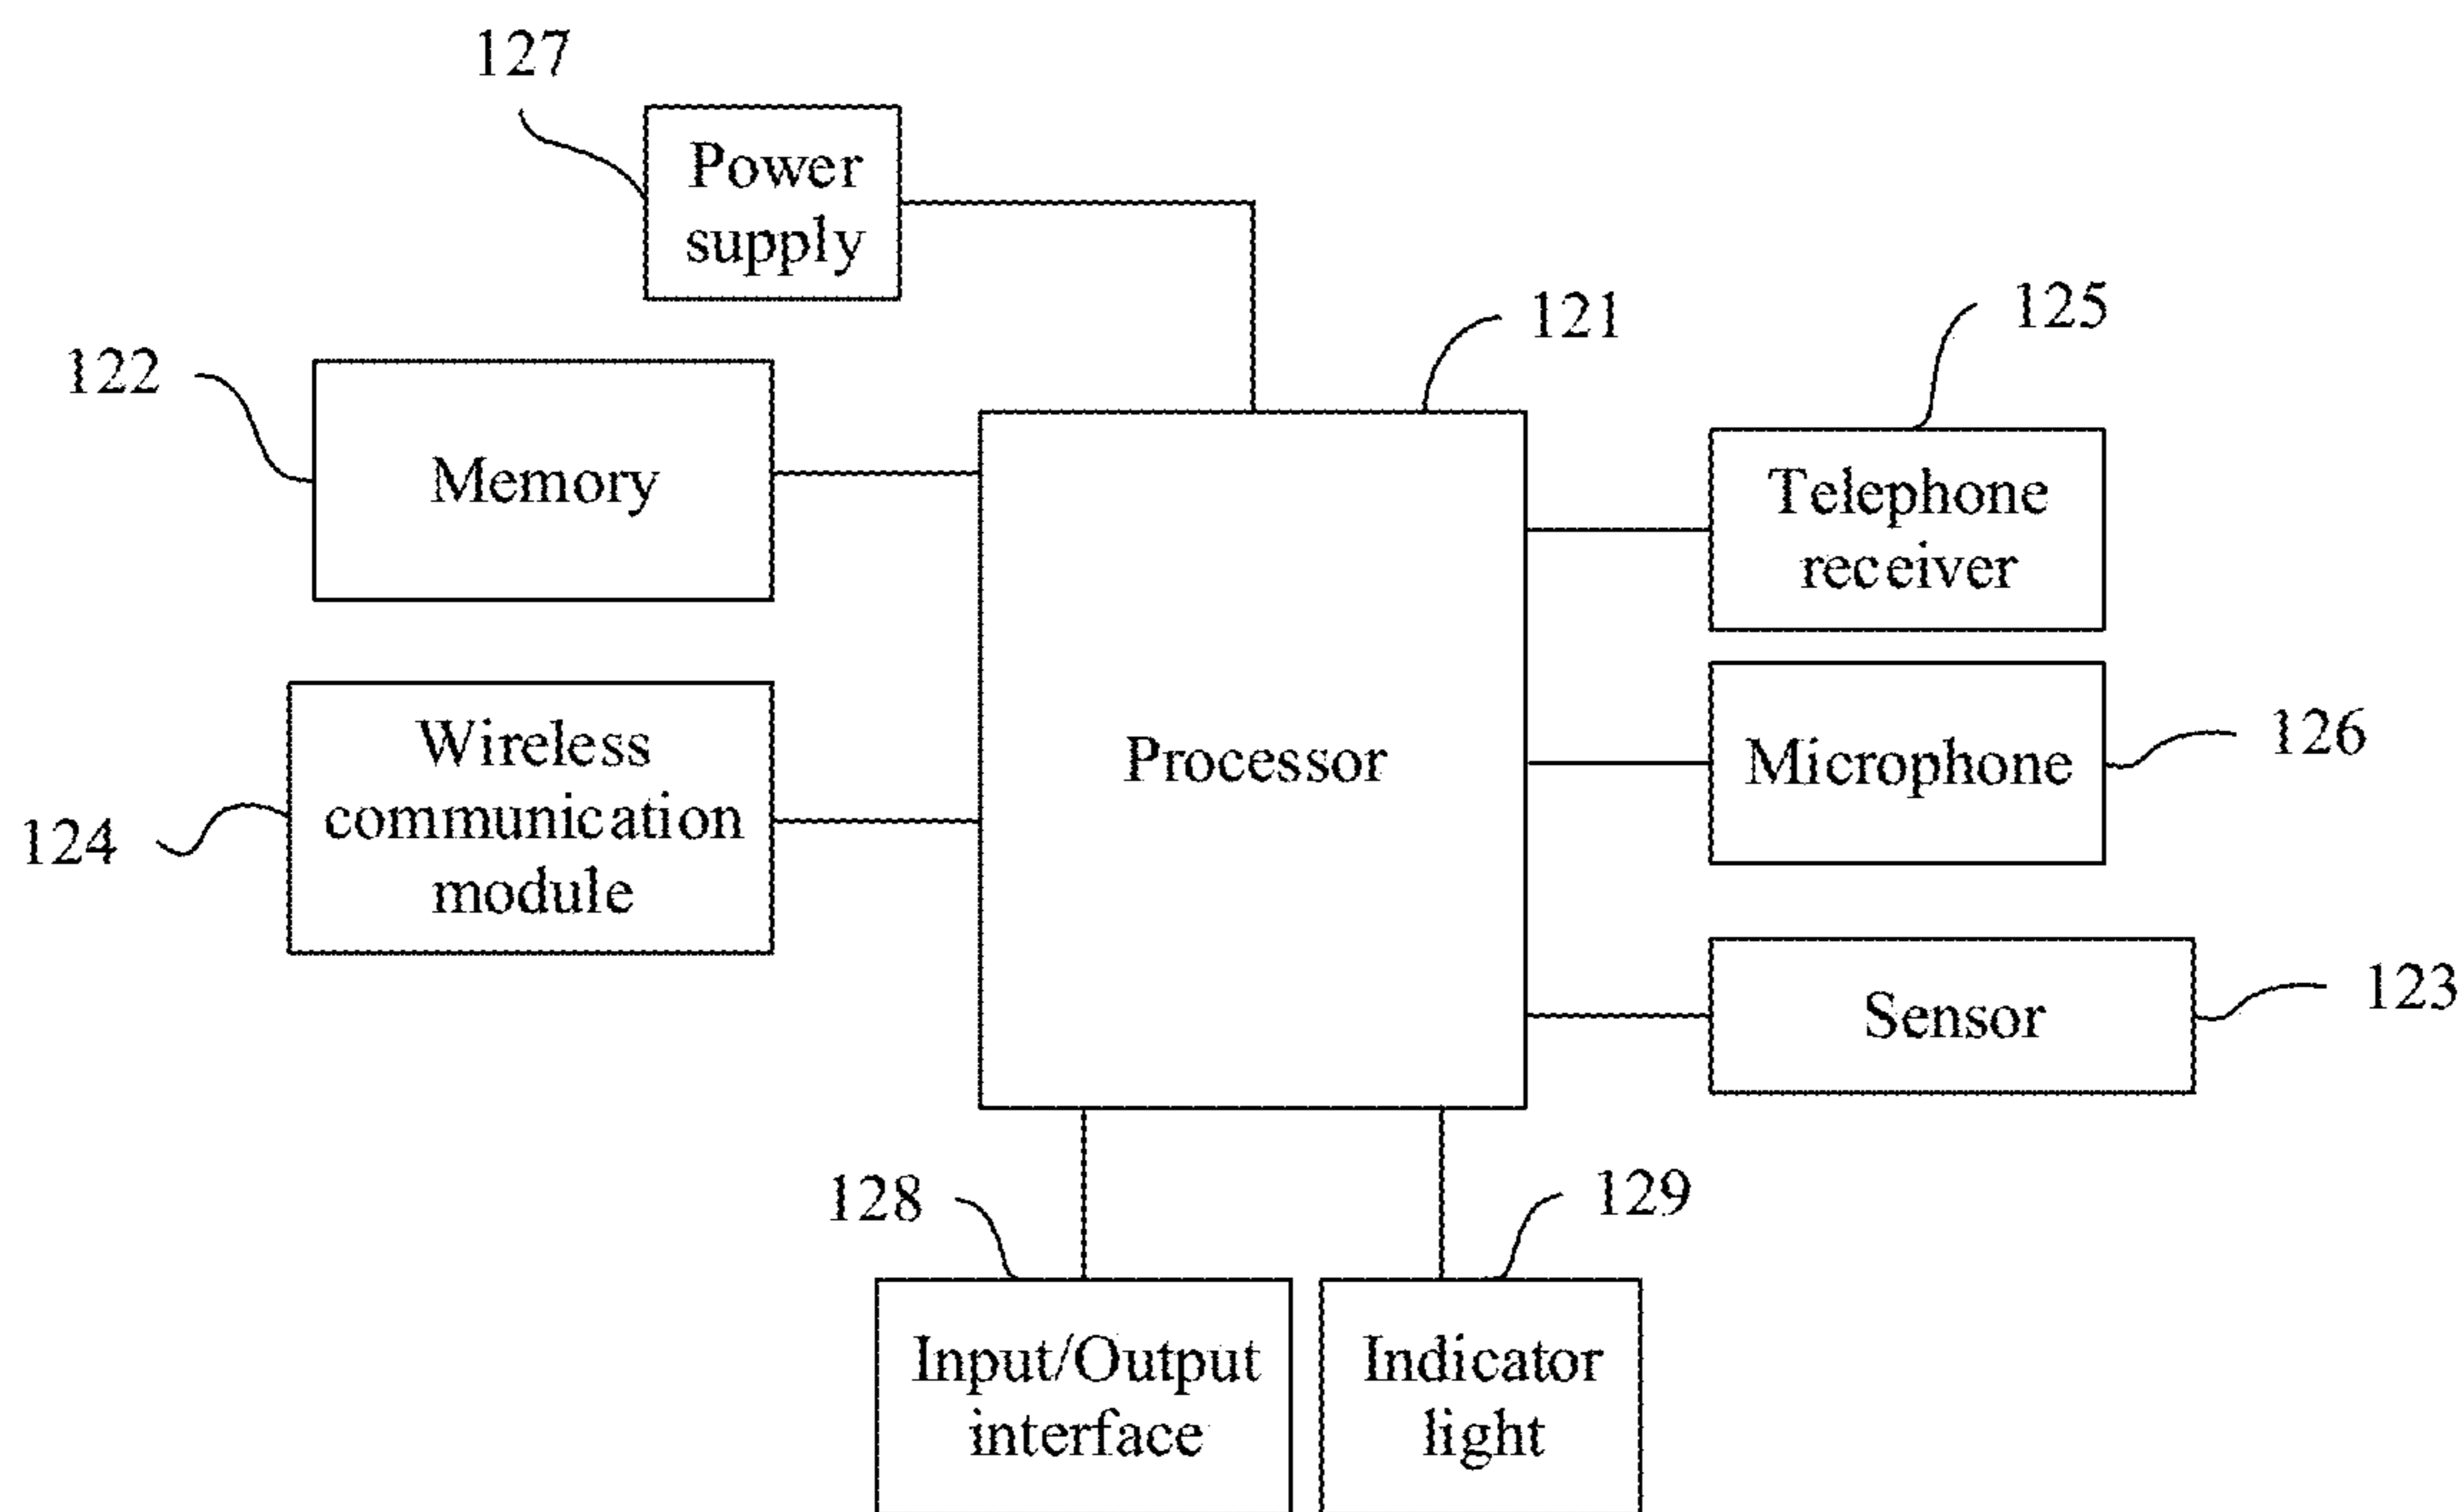 127
Power
supply
121
125
122
Memory
Telephone
receiver
Wireless
communication
module
124
Processor
Microphone
126
Sensor
123
128
129
Input/Output
interface
Indicator
light